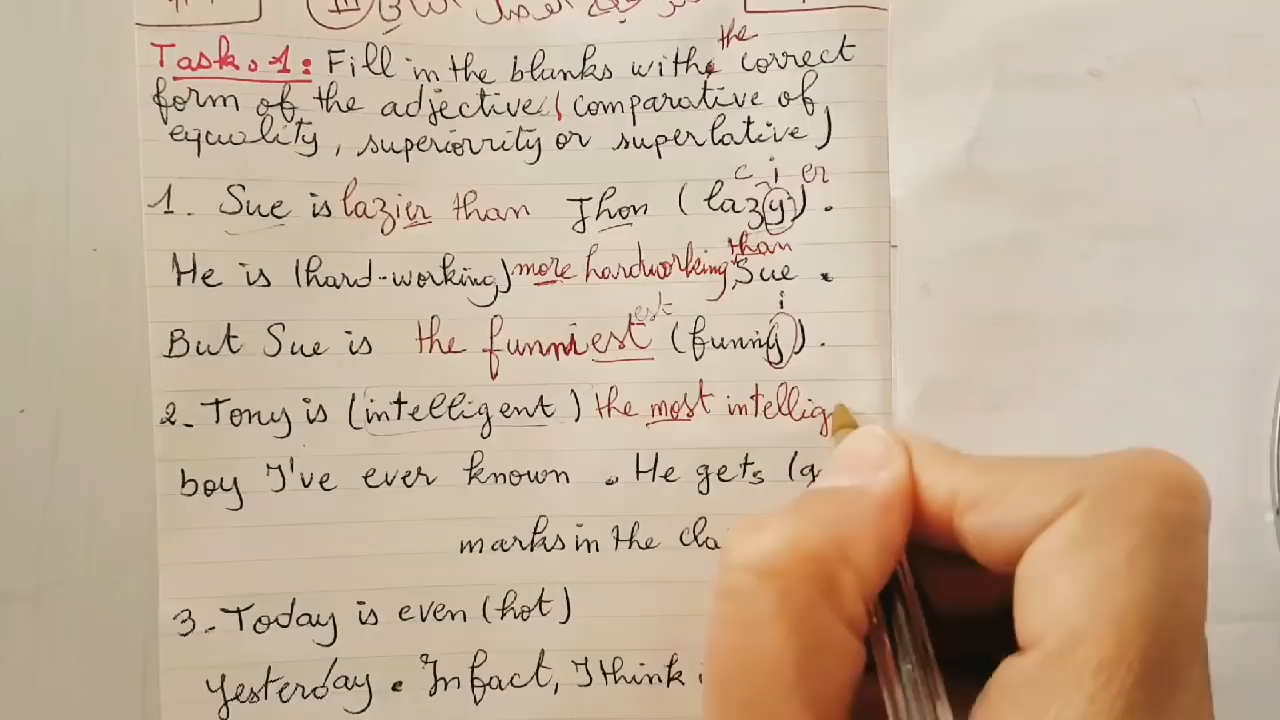 the
Task.1: Fill in the blanks with correct
form of the adjective (comparative of
equality, superiorrity or superlative)
c i er
1. Sue is lazier than Jhon (lazy).
than
He is (hard-working) more hardworking Sue.
est i
But Sue is the funniest (funny).
2. Tony is (intelligent) the most intellig
boy I've ever known. He gets (g
marks in the cla
3. Today is even (hot)
yesterday. In fact, I think i